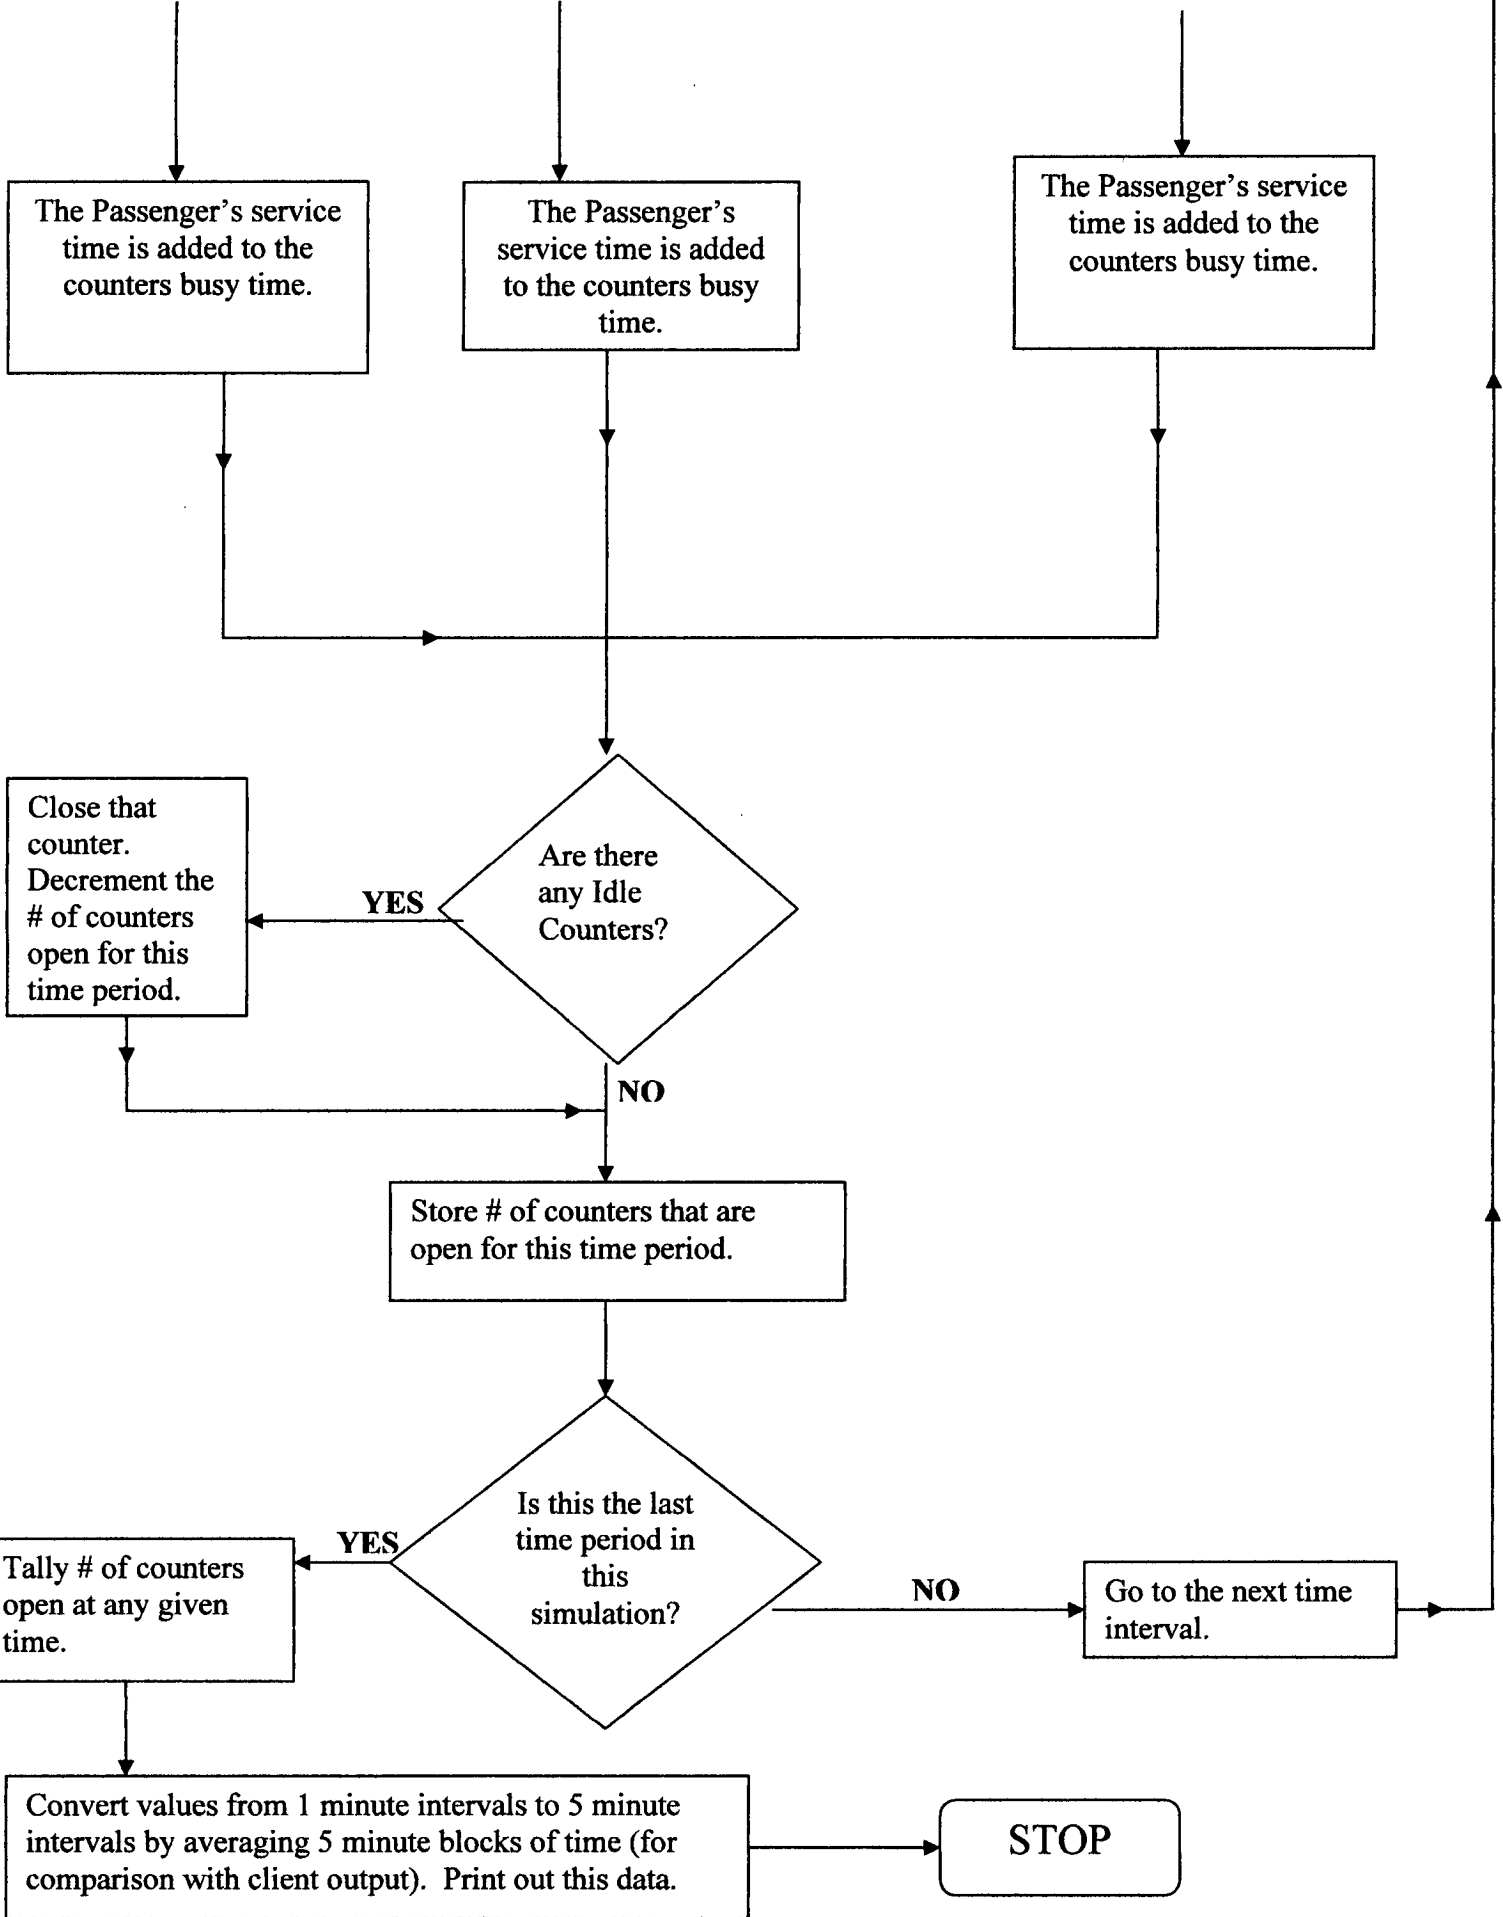 The Passenger's service
time is added to the
counters busy time.
The Passenger's
service time is added
to the counters busy
time.
The Passenger's service
time is added to the
counters busy time.
Are there
any Idle
Counters?
YES
Close that
counter.
Decrement the
# of counters
open for this
time period.
NO
Store # of counters that are
open for this time period.
Is this the last
time period in
this
simulation?
YES
Tally # of counters
open at any given
time.
NO
Go to the next time
interval.
Convert values from 1 minute intervals to 5 minute
intervals by averaging 5 minute blocks of time (for
comparison with client output). Print out this data.
STOP